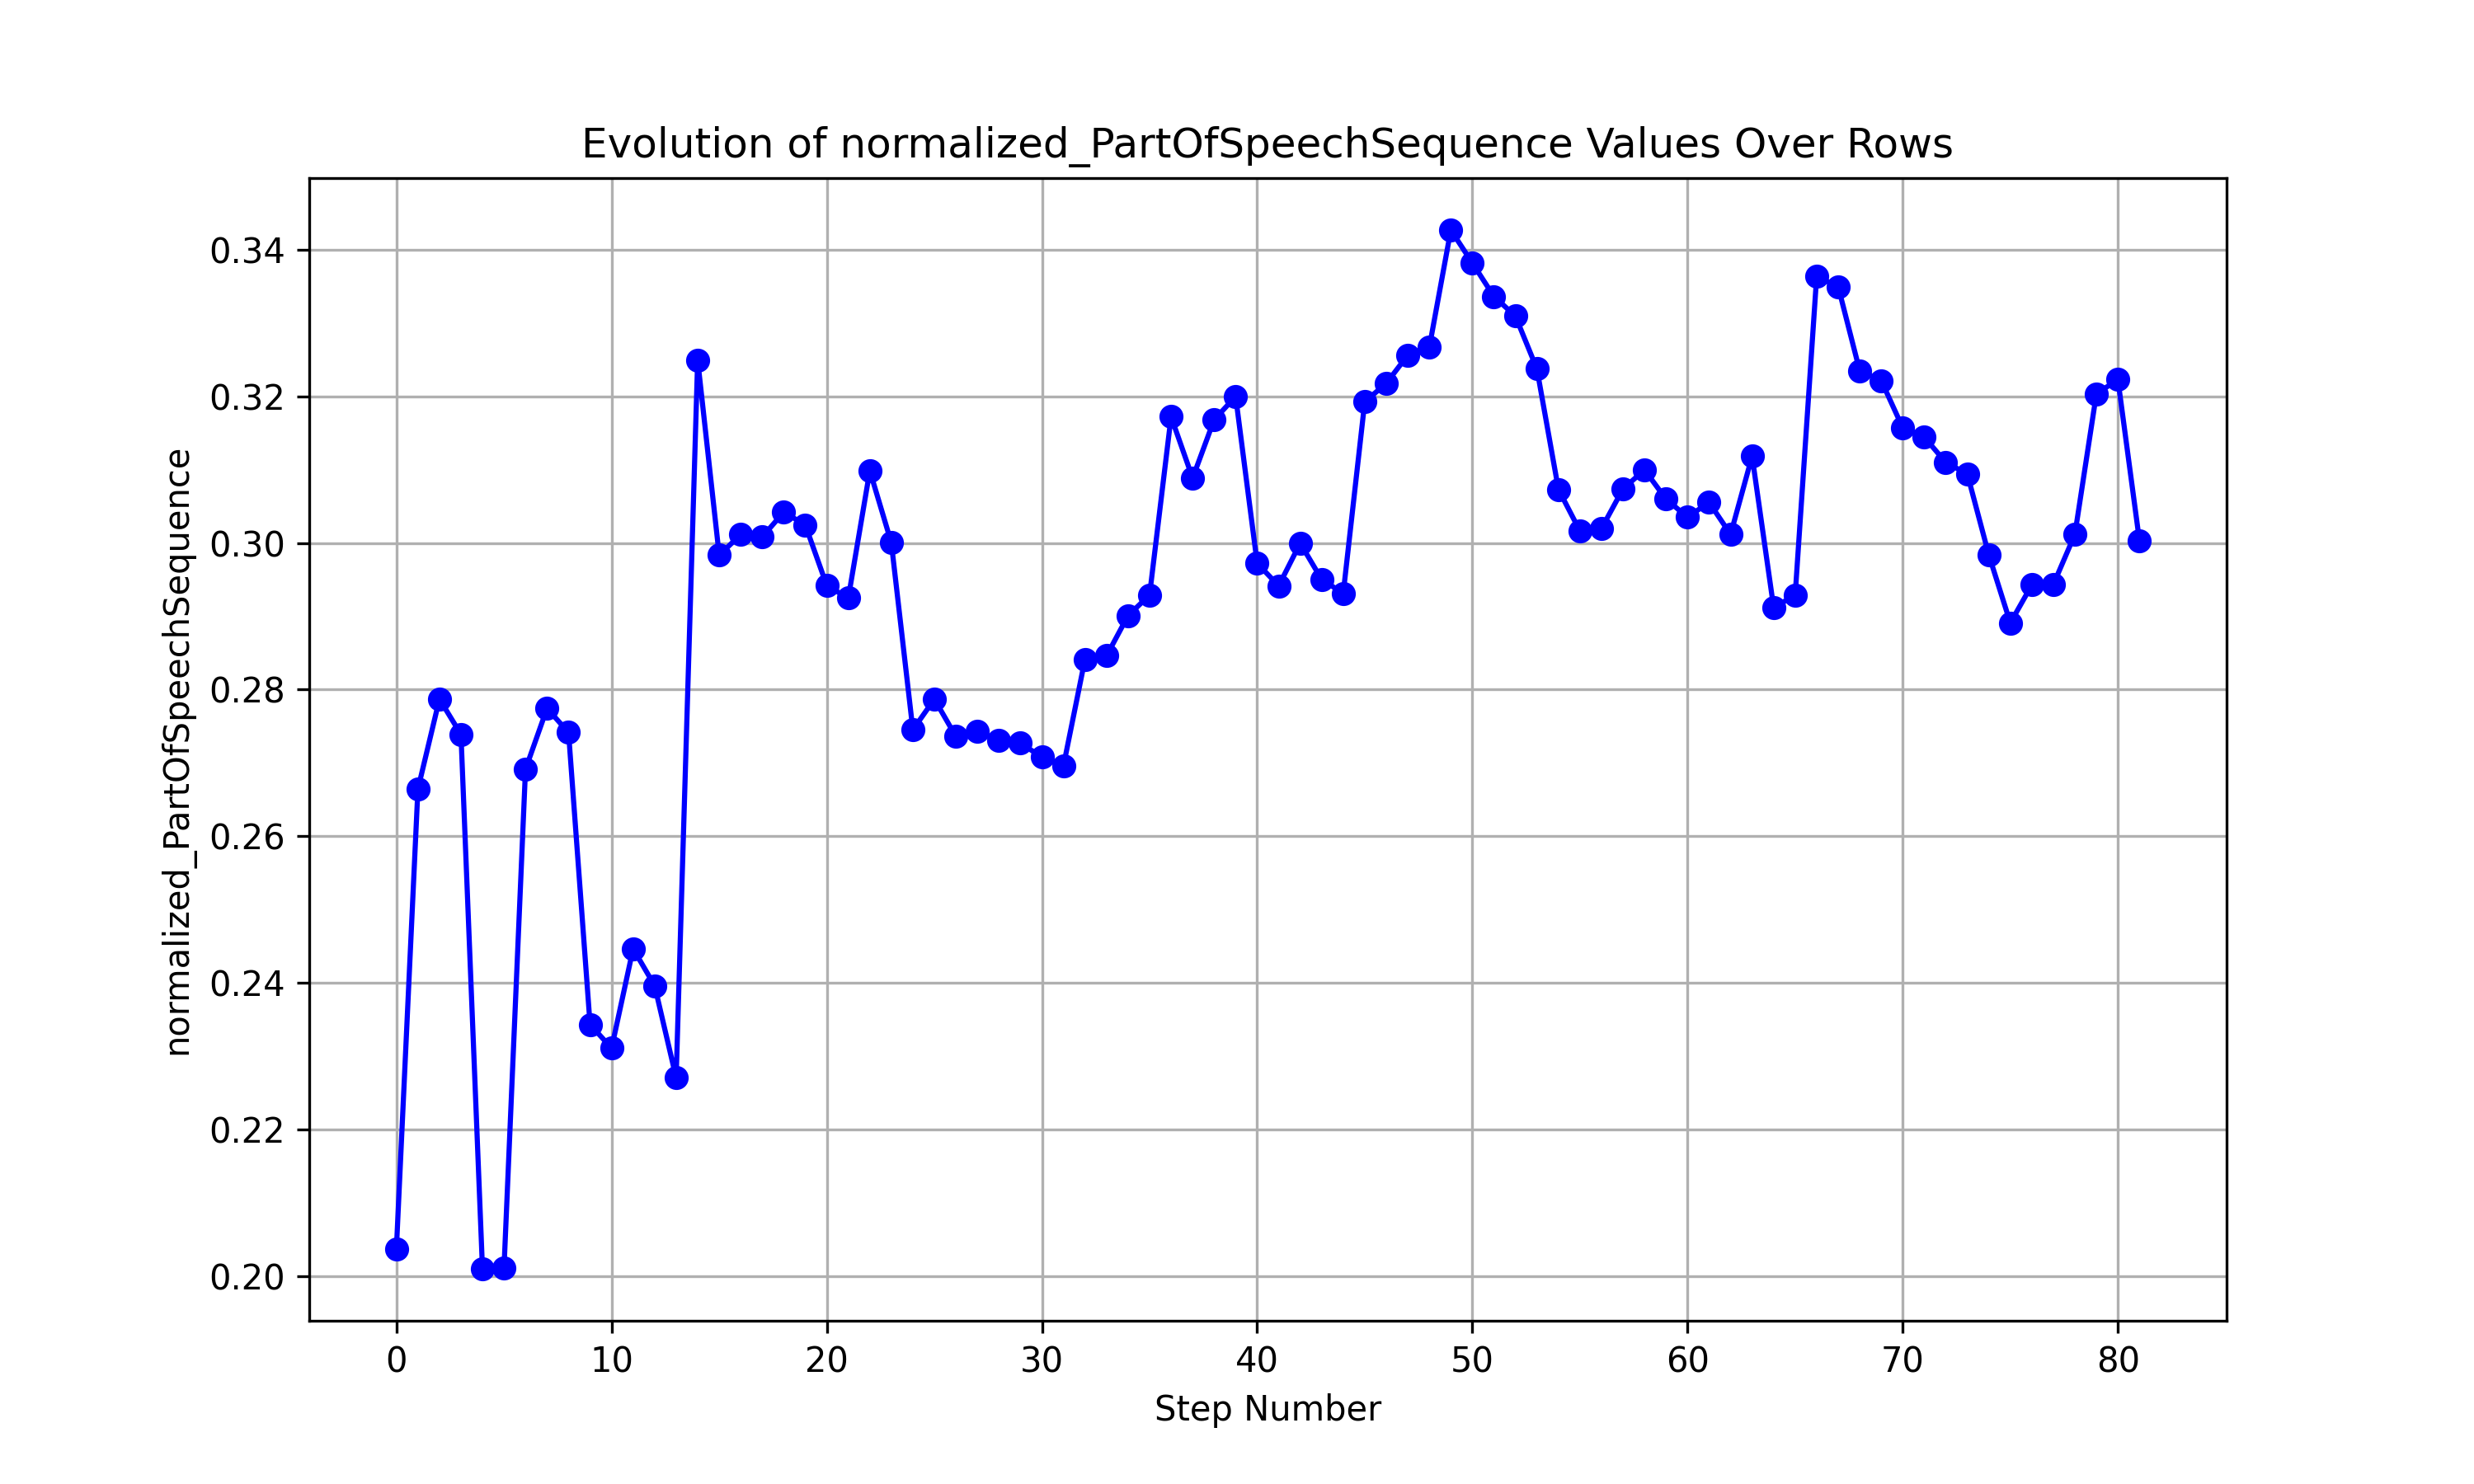 Evolution of normalized_PartOfSpeechSequence Values Over Rows
normalized_PartOfSpeechSequence
0.34
0.32
0.30
0.28
0.26
0.24
0.22
0.20
0 10 20 30 40 50 60 70 80
Step Number